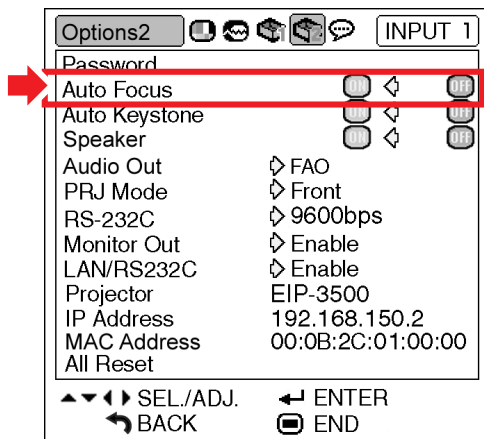 Options2 1 2 INPUT 1
Password
Auto Focus ON OFF
Auto Keystone ON OFF
Speaker ON OFF
Audio Out FAO
PRJ Mode Front
RS-232C 9600bps
Monitor Out Enable
LAN/RS232C Enable
Projector EIP-3500
IP Address 192.168.150.2
MAC Address 00:0B:2C:01:00:00
All Reset
SEL./ADJ. ENTER
BACK END